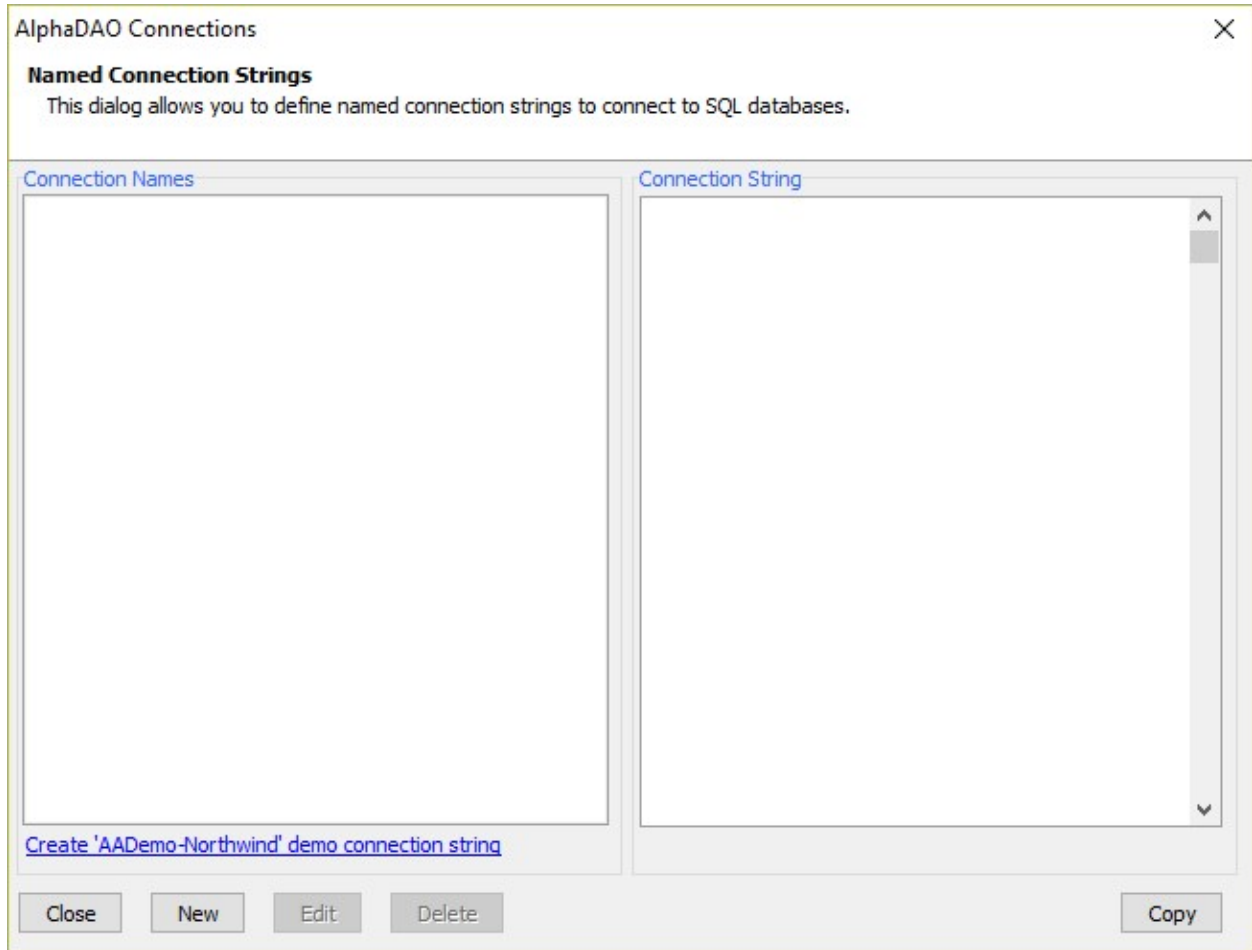 AlphaDAO Connections
Named Connection Strings
This dialog allows you to define named connection strings to connect to SQL databases.
Connection Names
Connection String
Create 'AADemo-Northwind' demo connection string
Close
New
Edit
Delete
Copy